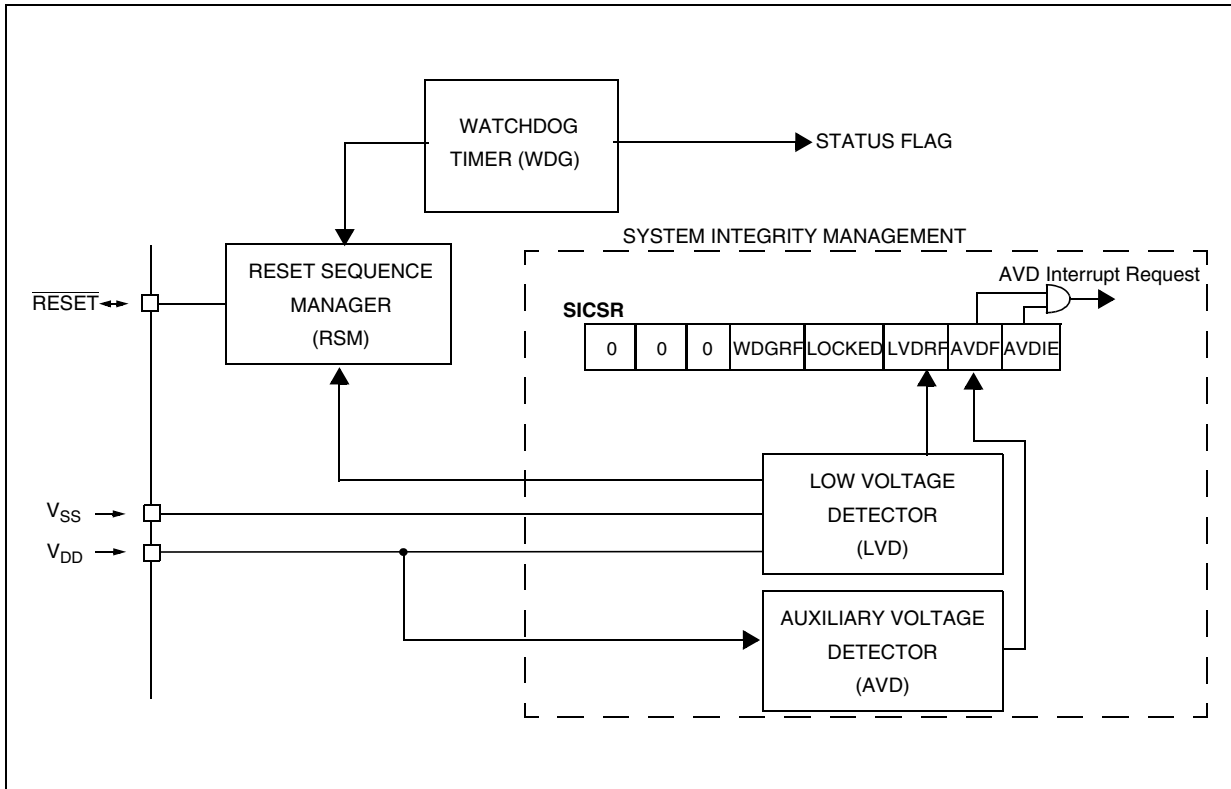 WATCHDOG
TIMER (WDG)
STATUS FLAG
SYSTEM INTEGRITY MANAGEMENT
RESET SEQUENCE
MANAGER
(RSM)
AVD Interrupt Request
RESET
SICSR
0 0 0 WDGRF LOCKED LVDRF AVDF AVDIE
LOW VOLTAGE
DETECTOR
(LVD)
VSS
VDD
AUXILIARY VOLTAGE
DETECTOR
(AVD)